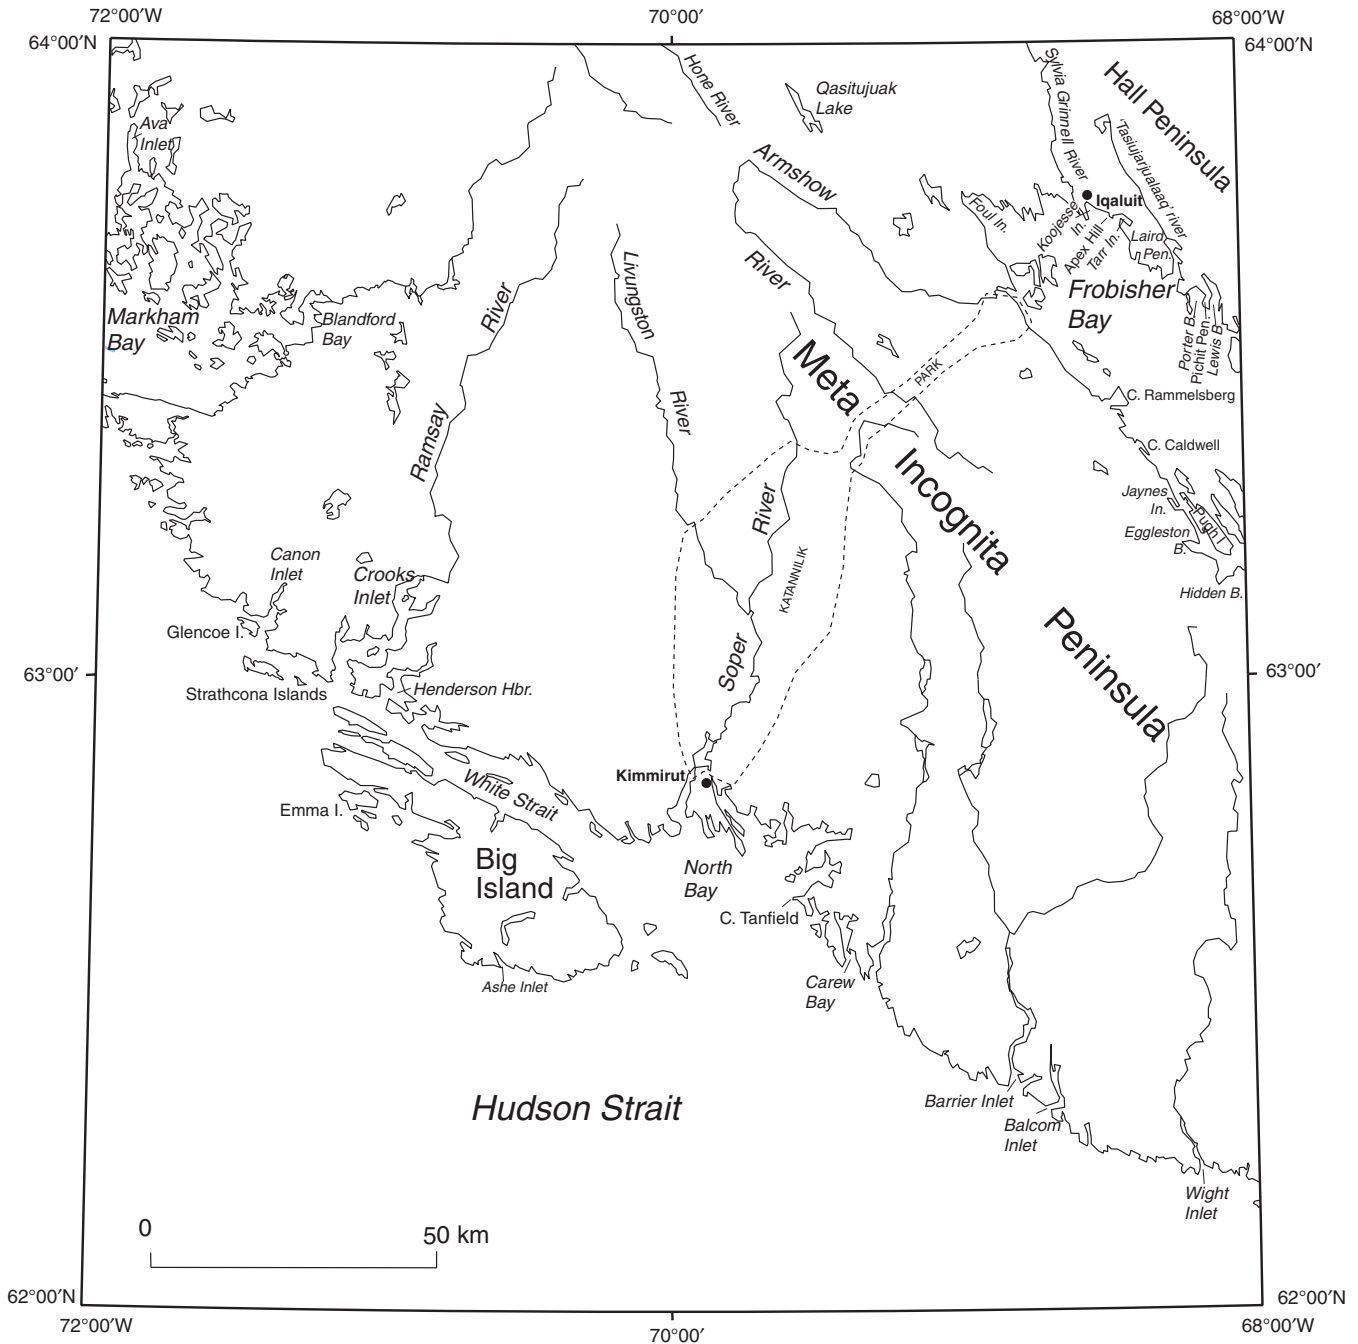 72°00′W
70°00′
68°00′W
64°00′N
64°00′N
Hone River
Qasitujuak
Lake
Sylvia Grinnell River
Hall Peninsula
Ava
Inlet
'Tasiujarjualaaq' river
Armshow
Iqaluit
Foul In.
Koojesse
In.
Apex Hill
Tarr In.
Laird
Pen.
River
Livungston
River
Markham
Bay
Blandford
Bay
Frobisher
Bay
Porter B.
Pichit Pen.
Lewis B.
Meta
PARK
C. Rammelsberg
River
Ramsay
C. Caldwell
Incognita
River
Jaynes
In.
Pugh I.
Eggleston
B.
Canon
Inlet
Crooks
Inlet
KATANNILIK
Hidden B.
Glencoe I.
Peninsula
Soper
63°00′
63°00′
Strathcona Islands
Henderson Hbr.
Kimmirut
White Strait
Emma I.
Big
Island
North
Bay
C. Tanfield
Ashe Inlet
Carew
Bay
Hudson Strait
Barrier Inlet
Balcom
Inlet
Wight
Inlet
0
50 km
62°00′N
62°00′N
72°00′W
70°00′
68°00′W